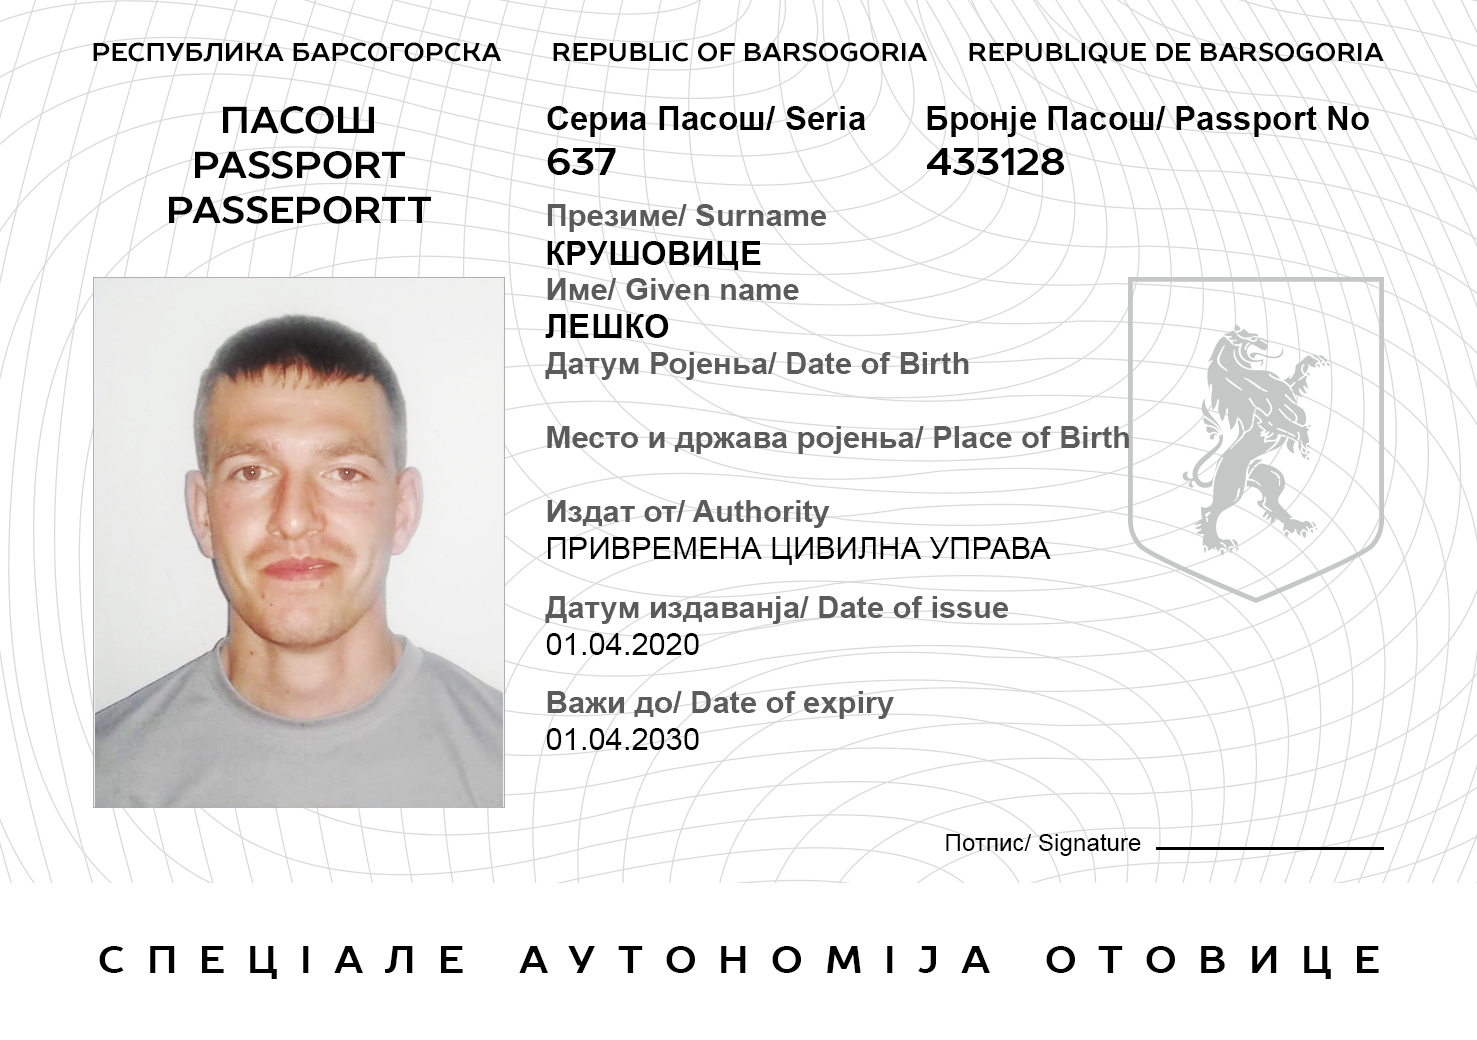 РЕСПУБЛИКА БАРСОГОРСКА REPUBLIC OF BARSOGORIA REPUBLIQUE DE BARSOGORIA
ПАСОШ
PASSPORT
PASSEPORTT
Сериа Пасош/ Seria
637
Бронје Пасош/ Passport No
433128
Презиме/ Surname
КРУШОВИЦЕ
Име/ Given name
ЛЕШКО
ДатумРојења/ Date of Birth
Место и држава ројења/ Place of Birth
Издат от/ Authority
ПРИВРЕМЕНА ЦИВИЛНА УПРАВА
Датум издаванја/ Date of issue
01.04.2020
Важи до/ Date of expiry
01.04.2030
Потпис/ Signature
СПЕЦІАЛЕ АУТОНОМІЈА ОТОВИЦЕ